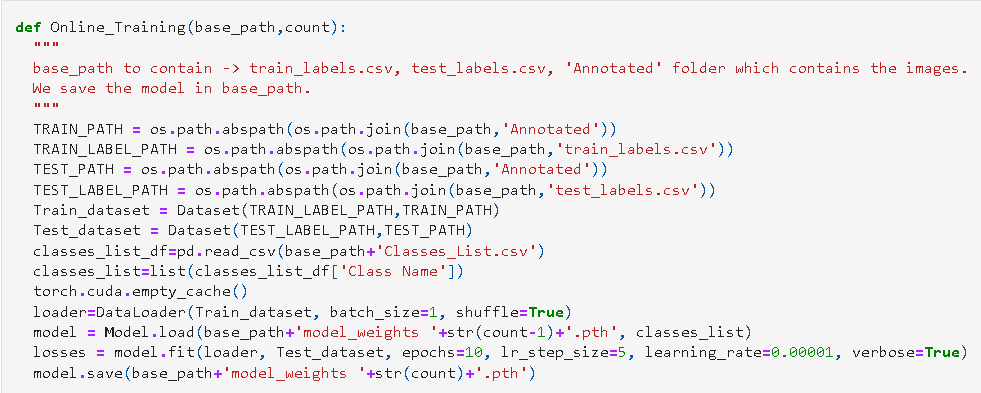 def Online_Training(base_path,count):
  """
  base_path to contain -> train_labels.csv, test_labels.csv, 'Annotated' folder which contains the images.
  We save the model in base_path.
  """
  TRAIN_PATH = os.path.abspath(os.path.join(base_path,'Annotated'))
  TRAIN_LABEL_PATH = os.path.abspath(os.path.join(base_path,'train_labels.csv'))
  TEST_PATH = os.path.abspath(os.path.join(base_path,'Annotated'))
  TEST_LABEL_PATH = os.path.abspath(os.path.join(base_path,'test_labels.csv'))
  Train_dataset = Dataset(TRAIN_LABEL_PATH,TRAIN_PATH)
  Test_dataset = Dataset(TEST_LABEL_PATH,TEST_PATH)
  classes_list_df=pd.read_csv(base_path+'Classes_List.csv')
  classes_list=list(classes_list_df['Class Name'])
  torch.cuda.empty_cache()
  loader=DataLoader(Train_dataset, batch_size=1, shuffle=True)
  model = Model.load(base_path+'model_weights '+str(count-1)+'.pth', classes_list)
  losses = model.fit(loader, Test_dataset, epochs=10, lr_step_size=5, learning_rate=0.00001, verbose=True)
  model.save(base_path+'model_weights '+str(count)+'.pth')